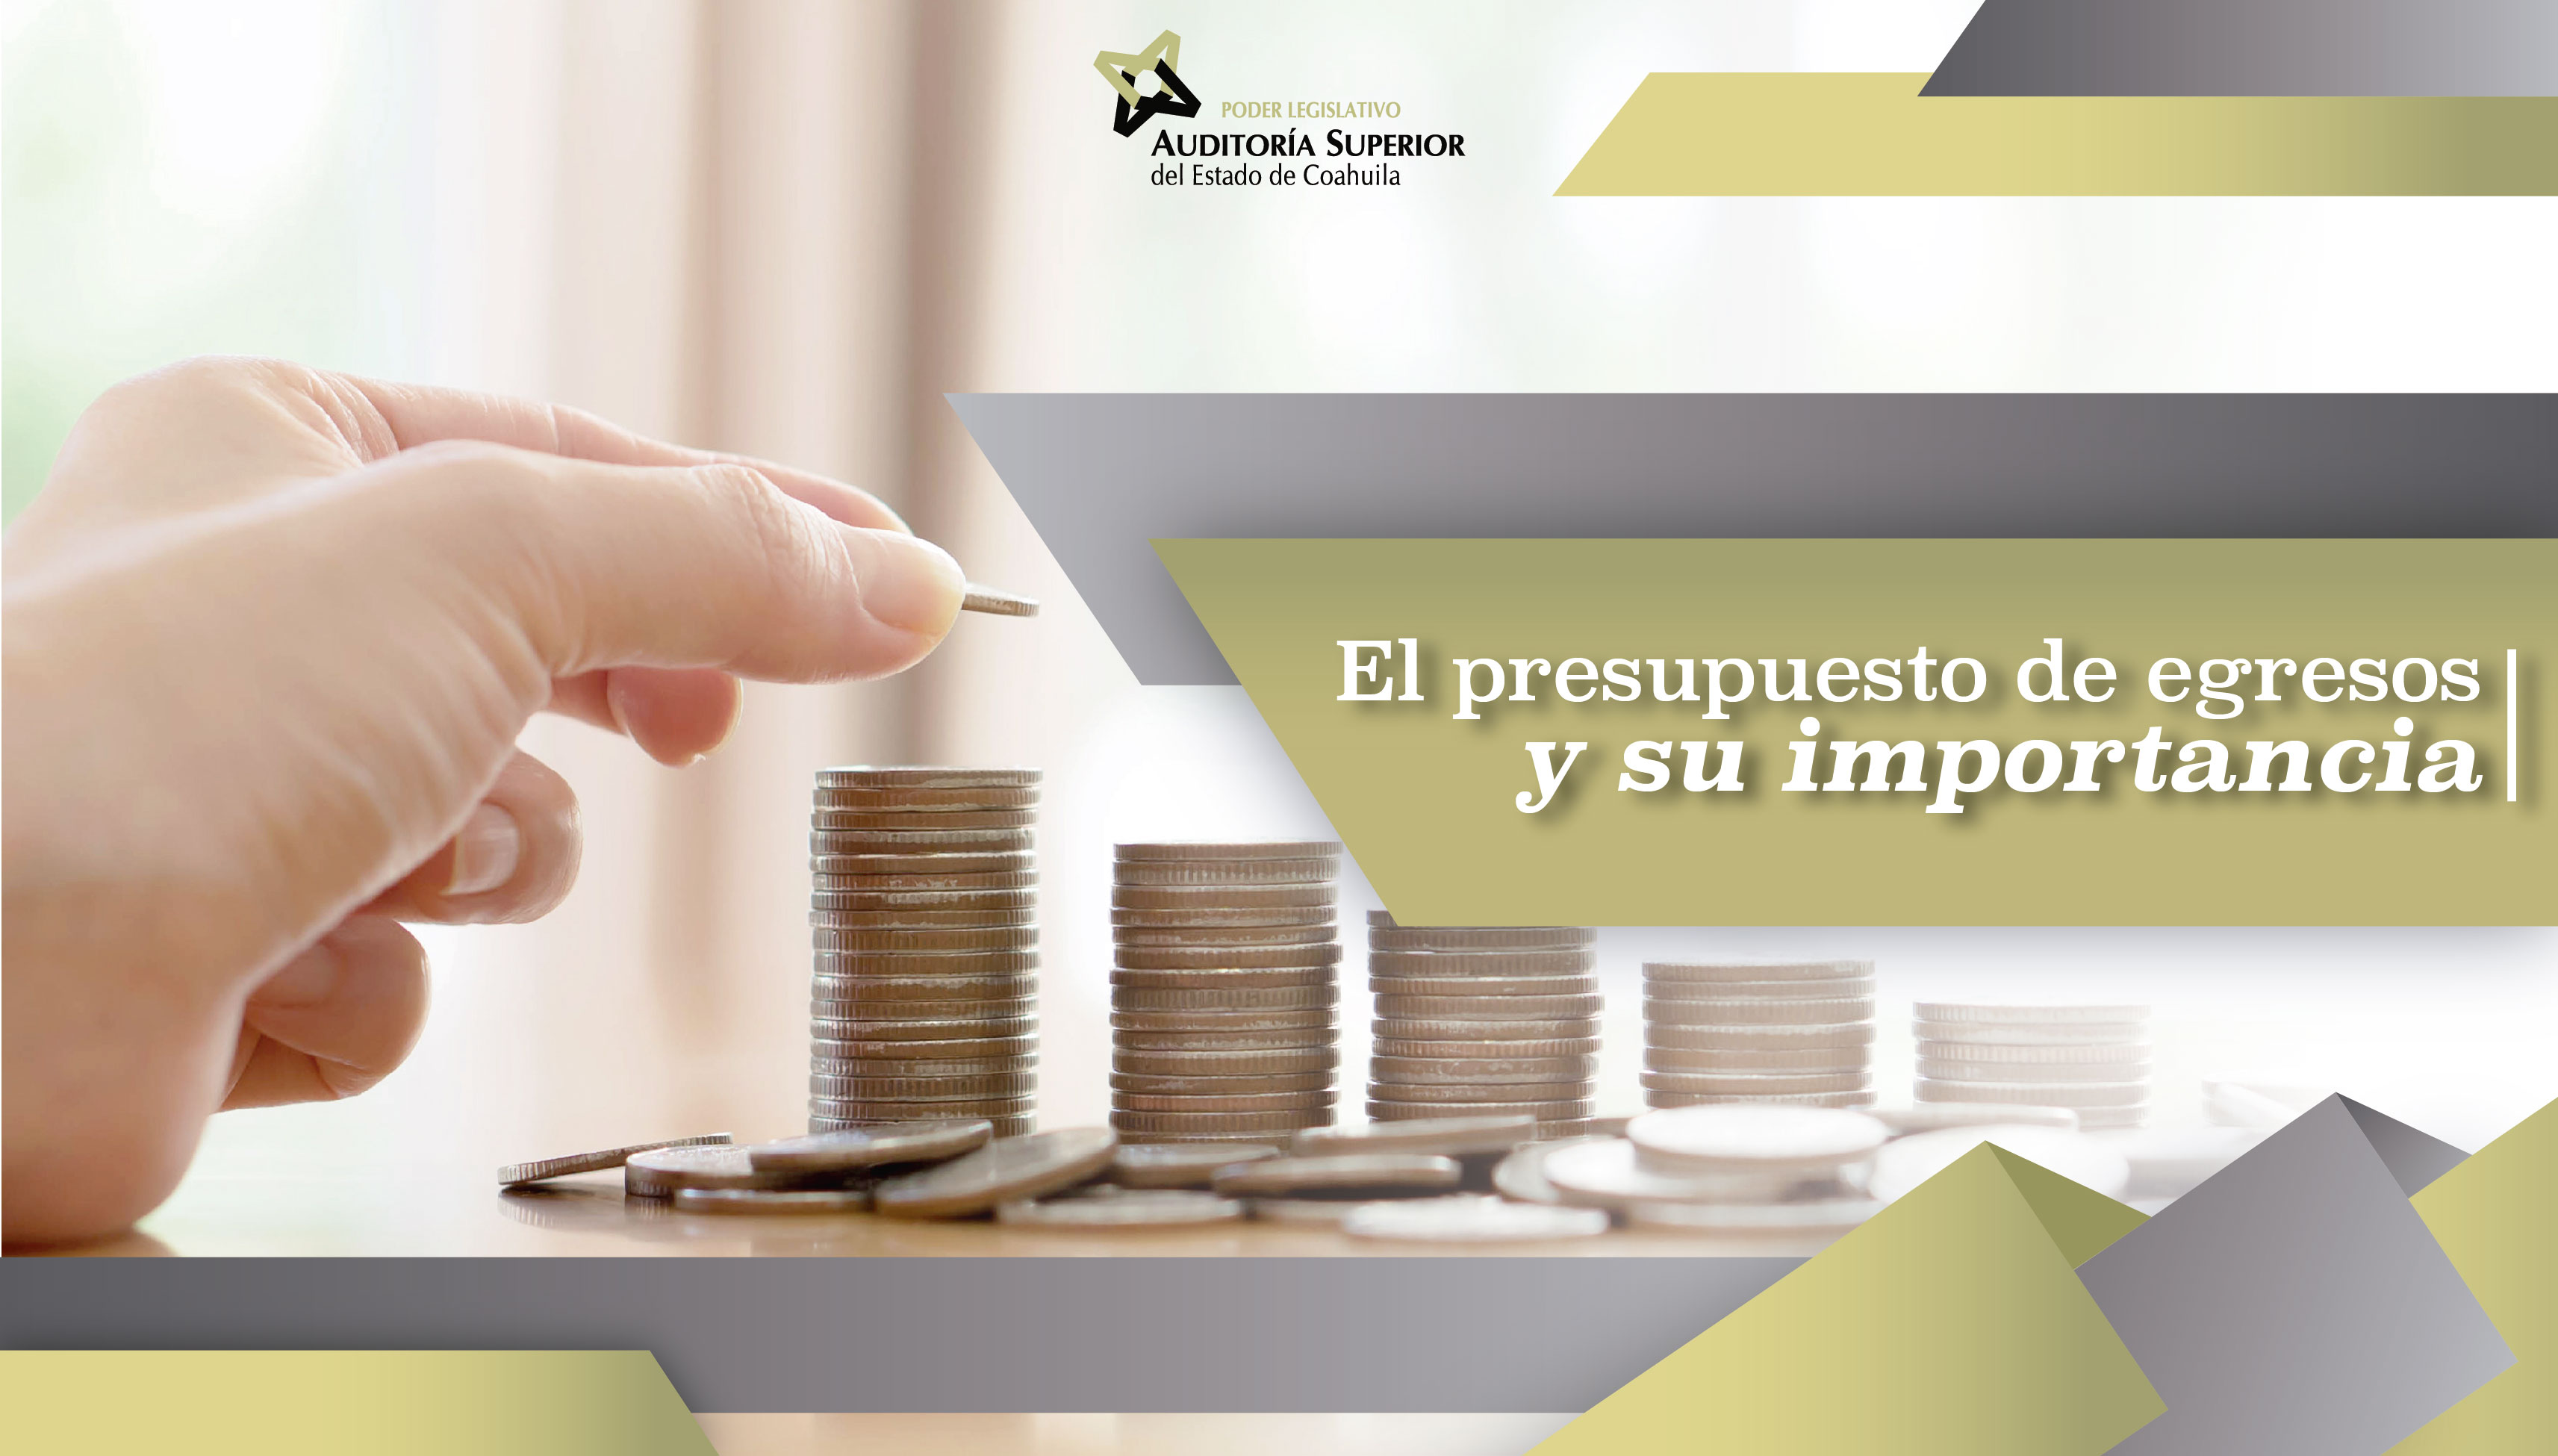 PODER LEGISLATIVO
AUDITORÍA SUPERIOR
del Estado de Coahuila
El presupuesto de egresos
y su importancia